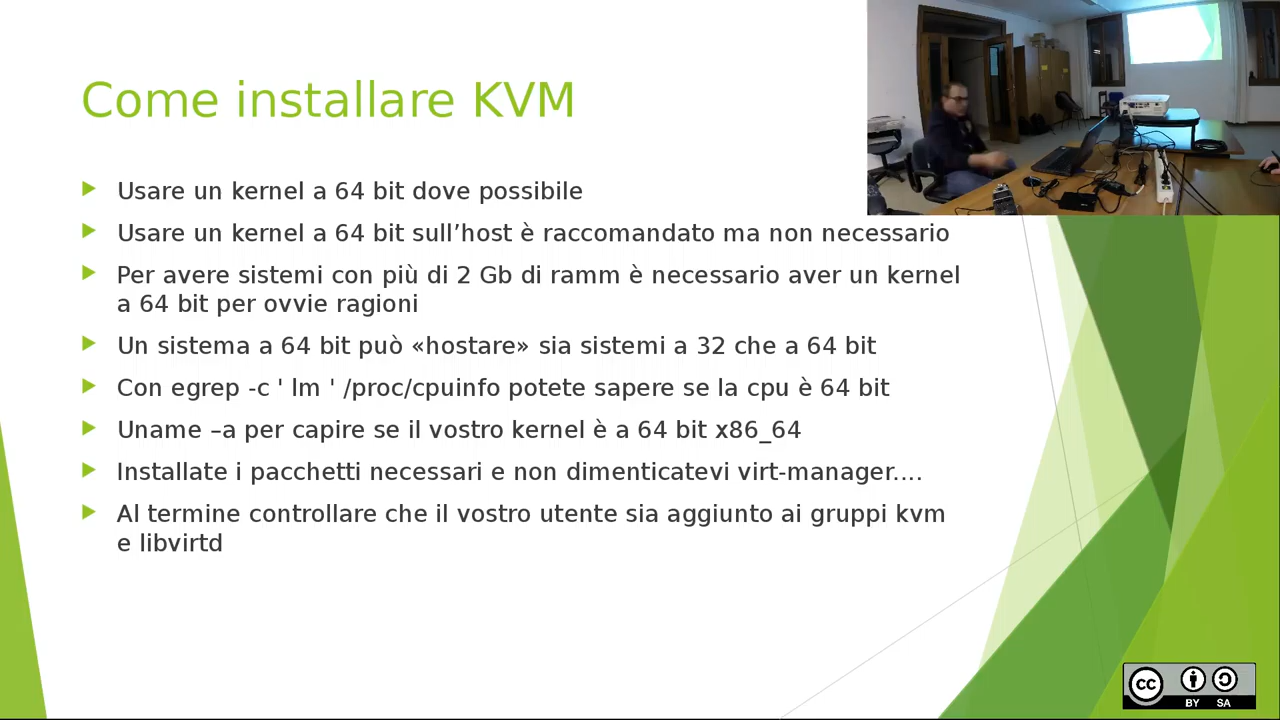 Come installare KVM
Usare un kernel a 64 bit dove possibile
Usare un kernel a 64 bit sull’host è raccomandato ma non necessario
Per avere sistemi con più di 2 Gb di ramm è necessario aver un kernel
a 64 bit per ovvie ragioni
Un sistema a 64 bit può «hostare» sia sistemi a 32 che a 64 bit
Con egrep -c ' lm ' /proc/cpuinfo potete sapere se la cpu è 64 bit
Uname –a per capire se il vostro kernel è a 64 bit x86_64
Installate i pacchetti necessari e non dimenticatevi virt-manager....
Al termine controllare che il vostro utente sia aggiunto ai gruppi kvm
e libvirtd
cc
BY SA